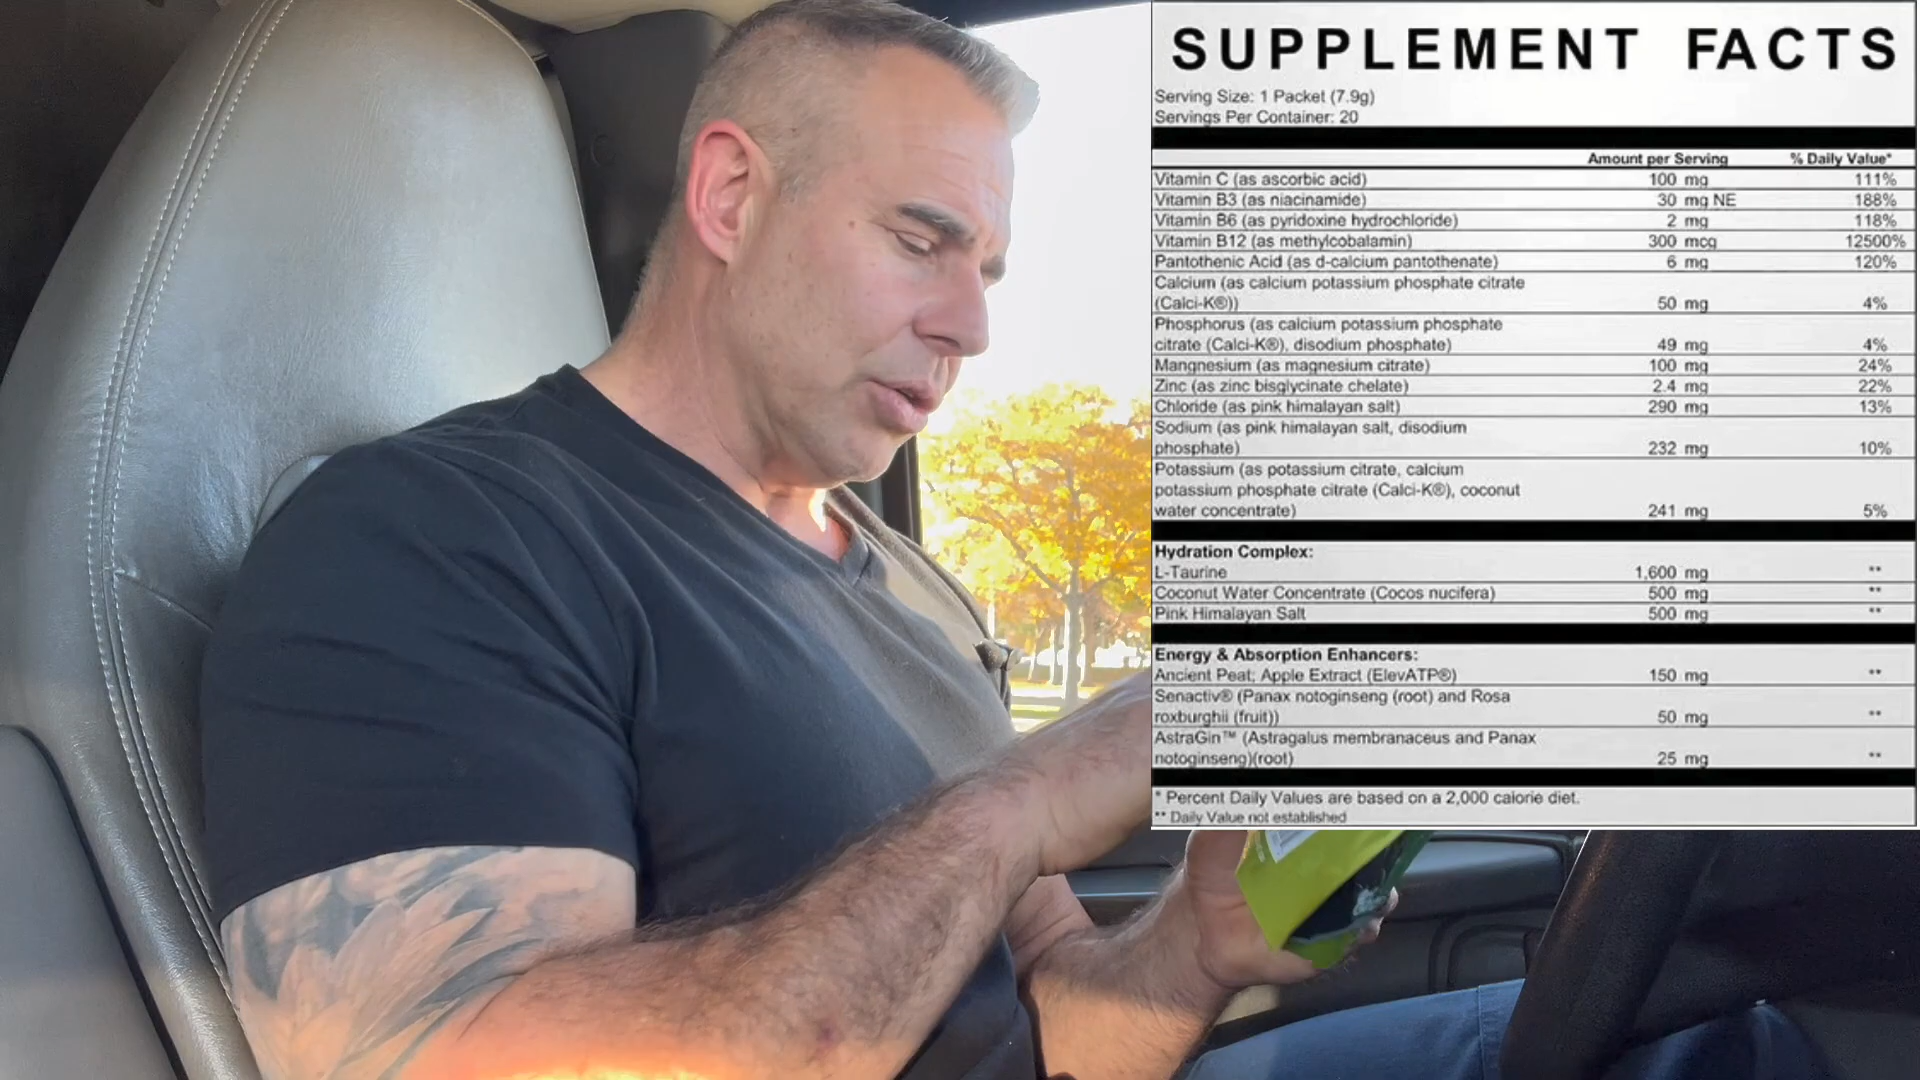 SUPPLEMENT FACTS
Serving Size: 1 Packet (7.9g)
Servings Per Container: 20
Amount per Serving % Daily Value*
Vitamin C (as ascorbic acid) 100 mg 111%
Vitamin B3 (as niacinamide) 30 mg NE 188%
Vitamin B6 (as pyridoxine hydrochloride) 2 mg 118%
Vitamin B12 (as methylcobalamin) 300 mcg 12500%
Pantothenic Acid (as d-calcium pantothenate) 6 mg 120%
Calcium (as calcium potassium phosphate citrate
(Calci-K®)) 50 mg 4%
Phosphorus (as calcium potassium phosphate
citrate (Calci-K®), disodium phosphate) 49 mg 4%
Mangnesium (as magnesium citrate) 100 mg 24%
Zinc (as zinc bisglycinate chelate) 2.4 mg 22%
Chloride (as pink himalayan salt) 290 mg 13%
Sodium (as pink himalayan salt, disodium
phosphate) 232 mg 10%
Potassium (as potassium citrate, calcium
potassium phosphate citrate (Calci-K®), coconut
water concentrate) 241 mg 5%
Hydration Complex:
L-Taurine 1,600 mg **
Coconut Water Concentrate (Cocos nucifera) 500 mg **
Pink Himalayan Salt 500 mg **
Energy & Absorption Enhancers:
Ancient Peat, Apple Extract (ElevATP®) 150 mg **
Senactiv® (Panax notoginseng (root) and Rosa
roxburghii (fruit)) 50 mg **
AstraGin™ (Astragalus membranaceus and Panax
notoginseng)(root) 25 mg **
* Percent Daily Values are based on a 2,000 calorie diet.
** Daily Value not established